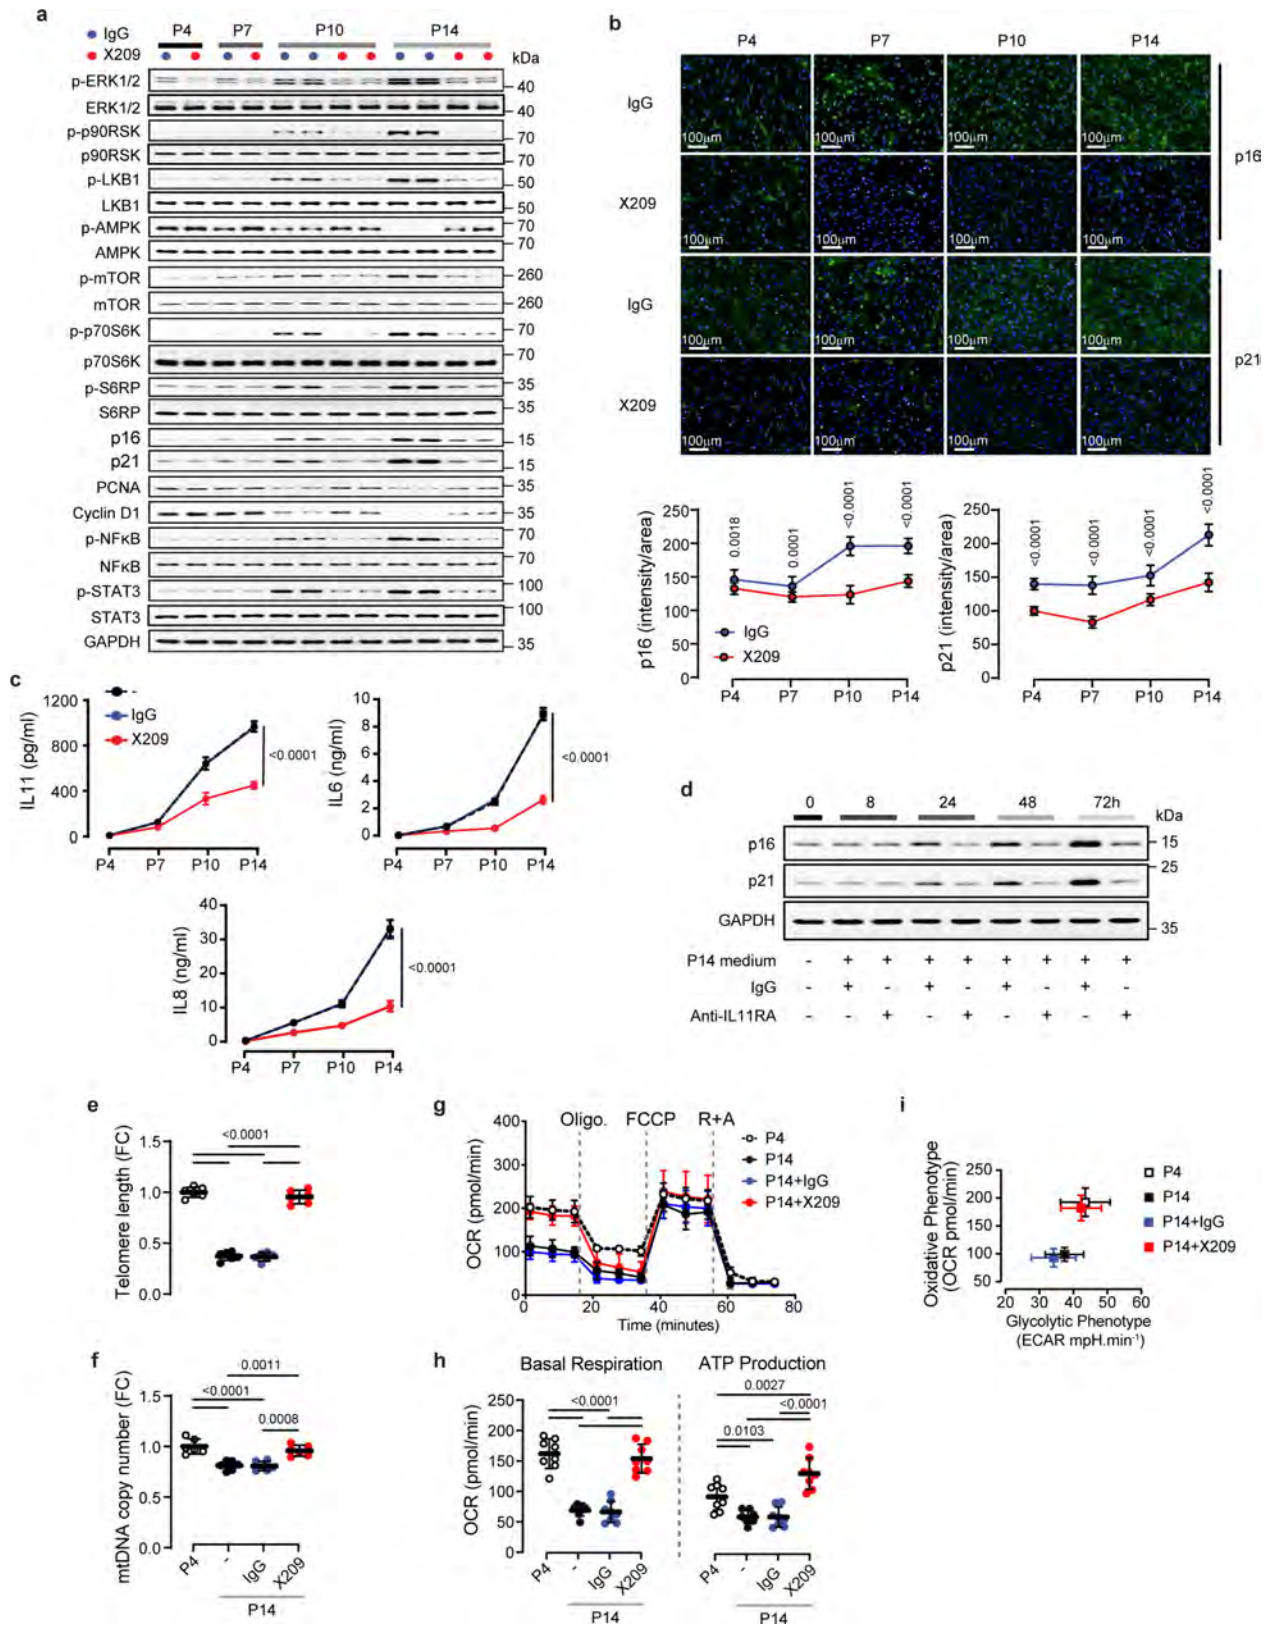 a
IgG
X209
P4 P7 P10 P14
kDa
p-ERK1/2 40
ERK1/2 40
p-p90RSK 70
p90RSK 70
p-LKB1 50
LKB1 50
p-AMPK 70
AMPK 70
p-mTOR 260
mTOR 260
p-p70S6K 70
p70S6K 70
p-S6RP 35
S6RP 35
p16 15
p21 15
PCNA 35
Cyclin D1 35
p-NFκB 70
NFκB 70
p-STAT3 100
STAT3 100
GAPDH 35
b
P4 P7 P10 P14
IgG
100μm 100μm 100μm 100μm
p16
X209
100μm 100μm 100μm 100μm
IgG
100μm 100μm 100μm 100μm
p21
X209
100μm 100μm 100μm 100μm
p16 (intensity/area)
250
200
150
100
50
0
0.0018 0.0001 <0.0001 <0.0001
IgG
X209
P4 P7 P10 P14
p21 (intensity/area)
250
200
150
100
50
0
<0.0001 <0.0001 <0.0001 <0.0001
P4 P7 P10 P14
c
IL11 (pg/ml)
1200
800
400
0
-
IgG
X209
<0.0001
P4 P7 P10 P14
IL6 (ng/ml)
10
8
6
4
2
0
<0.0001
P4 P7 P10 P14
IL8 (ng/ml)
40
30
20
10
0
<0.0001
P4 P7 P10 P14
d
0 8 24 48 72h kDa
p16 15
25
p21
15
GAPDH 35
P14 medium - + + + + + + + +
IgG - + - + - + - + -
Anti-IL11RA - - + - + - + - +
e
Telomere length (FC)
1.5
1.0
0.5
0.0
<0.0001
f
mtDNA copy number (FC)
1.5
1.0
0.5
0.0
0.0011
<0.0001
0.0008
P4 - IgG X209
P14
g
OCR (pmol/min)
400
300
200
100
0
Oligo. FCCP R+A
P4
P14
P14+IgG
P14+X209
0 20 40 60 80
Time (minutes)
h
Basal Respiration ATP Production
OCR (pmol/min)
250
200
150
100
50
0
<0.0001
0.0027
<0.0001
0.0103
P4 - IgG X209 P4 - IgG X209
P14 P14
i
Oxidative Phenotype
(OCR pmol/min)
250
200
150
100
50
P4
P14
P14+IgG
P14+X209
20 30 40 50 60
Glycolytic Phenotype
(ECAR mpH.min⁻¹)